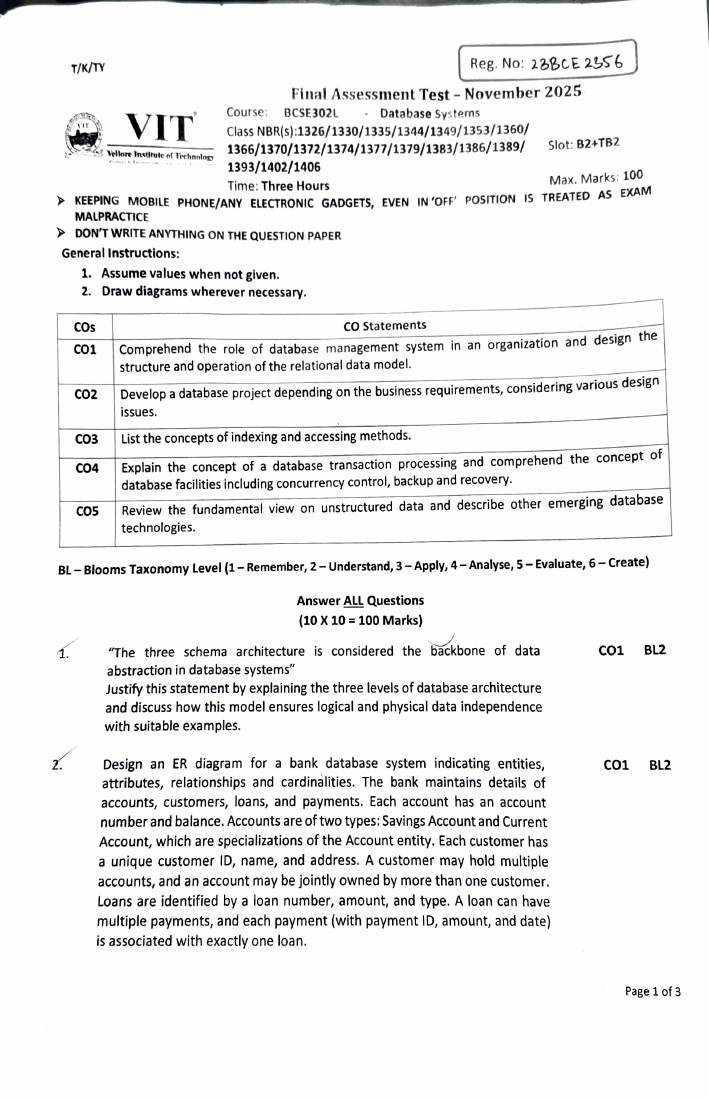 T/K/TY
Reg. No: 23BCE2356
Final Assessment Test – November 2025
Course: BCSE302L - Database Systems
Class NBR(s):1326/1330/1335/1344/1349/1353/1360/
1366/1370/1372/1374/1377/1379/1383/1386/1389/
1393/1402/1406
Slot: B2+TB2
Time: Three Hours
Max. Marks: 100
VIT
Vellore Institute of Technology
➤ KEEPING MOBILE PHONE/ANY ELECTRONIC GADGETS, EVEN IN 'OFF' POSITION IS TREATED AS EXAM
MALPRACTICE
➤ DON'T WRITE ANYTHING ON THE QUESTION PAPER
General Instructions:
1. Assume values when not given.
2. Draw diagrams wherever necessary.
COs CO Statements
CO1 Comprehend the role of database management system in an organization and design the
structure and operation of the relational data model.
CO2 Develop a database project depending on the business requirements, considering various design
issues.
CO3 List the concepts of indexing and accessing methods.
CO4 Explain the concept of a database transaction processing and comprehend the concept of
database facilities including concurrency control, backup and recovery.
CO5 Review the fundamental view on unstructured data and describe other emerging database
technologies.
BL – Blooms Taxonomy Level (1 – Remember, 2 – Understand, 3 – Apply, 4 – Analyse, 5 – Evaluate, 6 – Create)
Answer ALL Questions
(10 X 10 = 100 Marks)
1. "The three schema architecture is considered the backbone of data CO1 BL2
abstraction in database systems"
Justify this statement by explaining the three levels of database architecture
and discuss how this model ensures logical and physical data independence
with suitable examples.
2. Design an ER diagram for a bank database system indicating entities, CO1 BL2
attributes, relationships and cardinalities. The bank maintains details of
accounts, customers, loans, and payments. Each account has an account
number and balance. Accounts are of two types: Savings Account and Current
Account, which are specializations of the Account entity. Each customer has
a unique customer ID, name, and address. A customer may hold multiple
accounts, and an account may be jointly owned by more than one customer.
Loans are identified by a loan number, amount, and type. A loan can have
multiple payments, and each payment (with payment ID, amount, and date)
is associated with exactly one loan.
Page 1 of 3